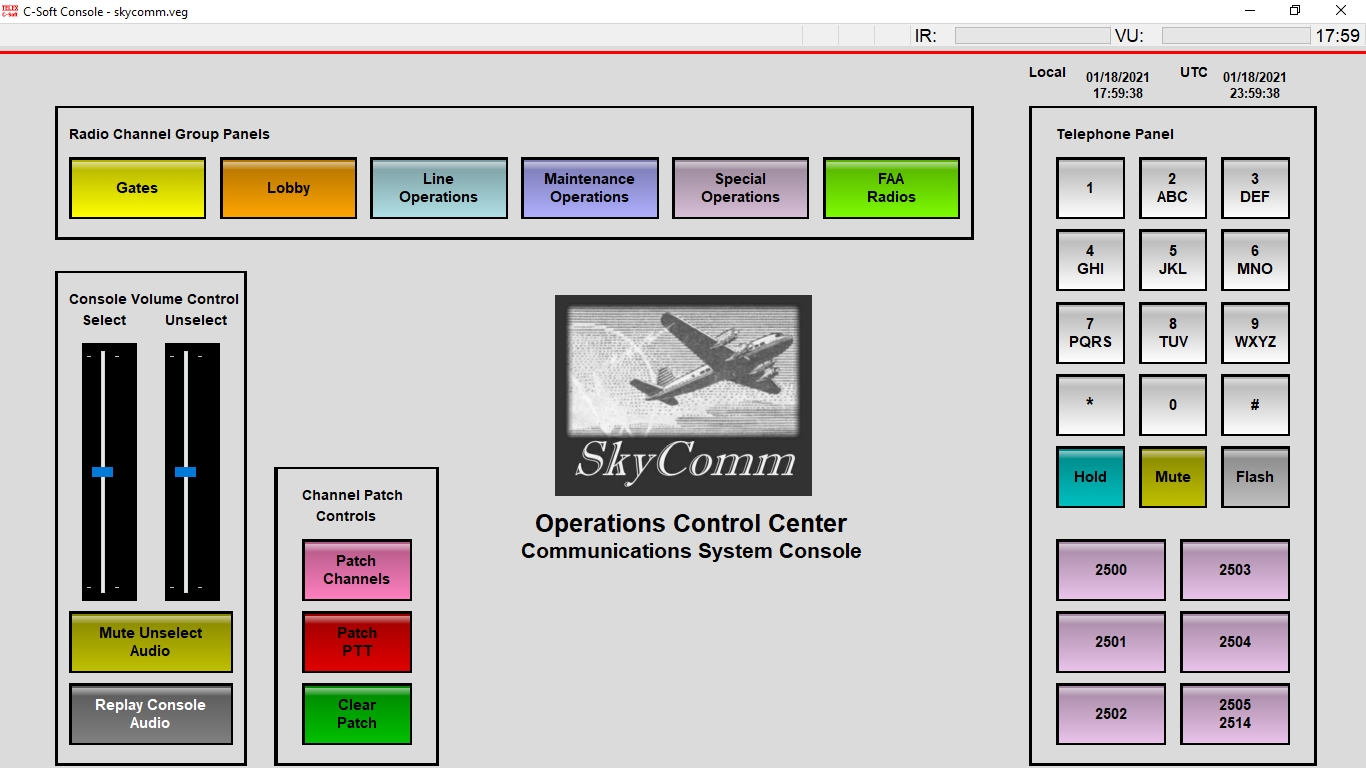 TELEX
C-Soft
C-Soft Console - skycomm.veg
IR:
VU:
17:59
Local
01/18/2021
17:59:38
UTC
01/18/2021
23:59:38
Radio Channel Group Panels
Gates
Lobby
Line
Operations
Maintenance
Operations
Special
Operations
FAA
Radios
Console Volume Control
Select
Unselect
Mute Unselect
Audio
Replay Console
Audio
Channel Patch
Controls
Patch
Channels
Patch
PTT
Clear
Patch
SkyComm
Operations Control Center
Communications System Console
Telephone Panel
1
2
ABC
3
DEF
4
GHI
5
JKL
6
MNO
7
PQRS
8
TUV
9
WXYZ
*
0
#
Hold
Mute
Flash
2500
2503
2501
2504
2502
2505
2514